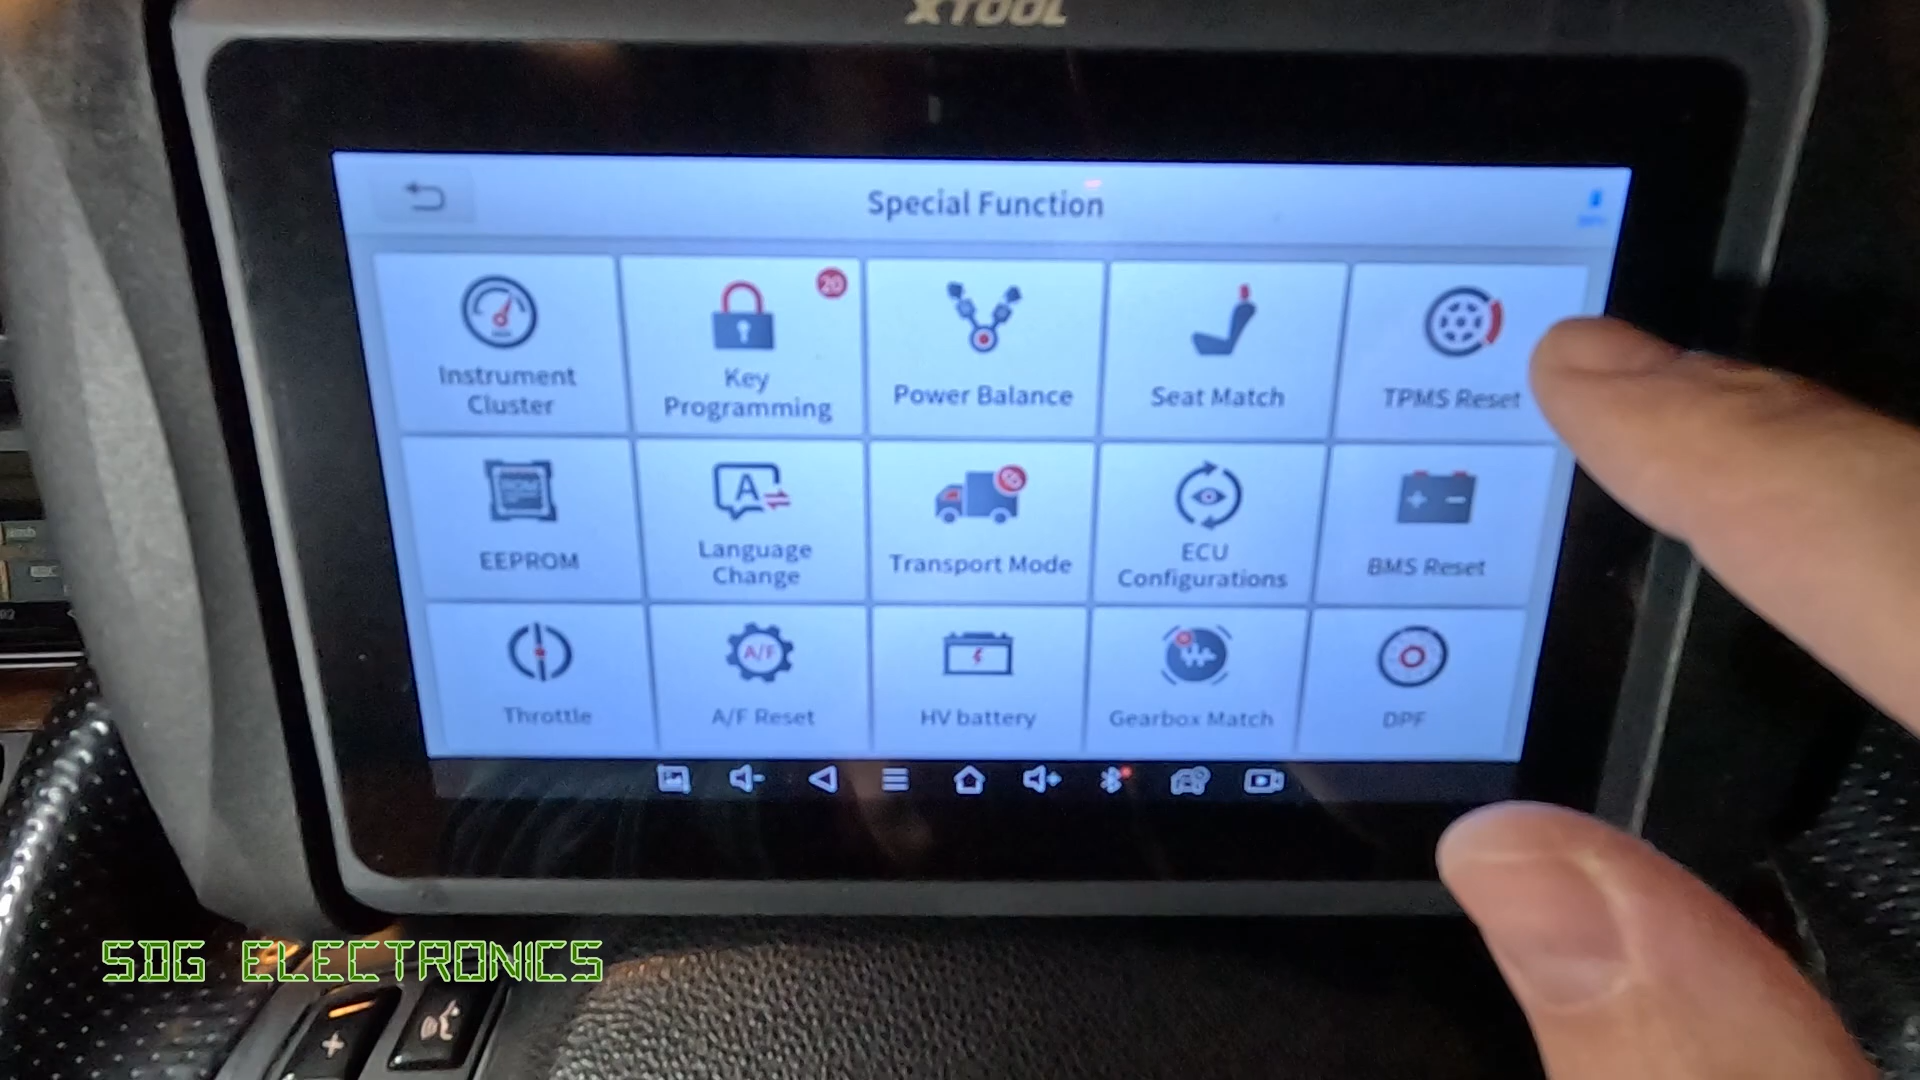 XTOOL
Special Function
Instrument
Cluster
Key
Programming
20
Power Balance
Seat Match
TPMS Reset
EEPROM
A
Language
Change
Transport Mode
ECU
Configurations
+ -
BMS Reset
Throttle
A/F
A/F Reset
HV battery
Gearbox Match
DPF
SDG ELECTRONICS
+